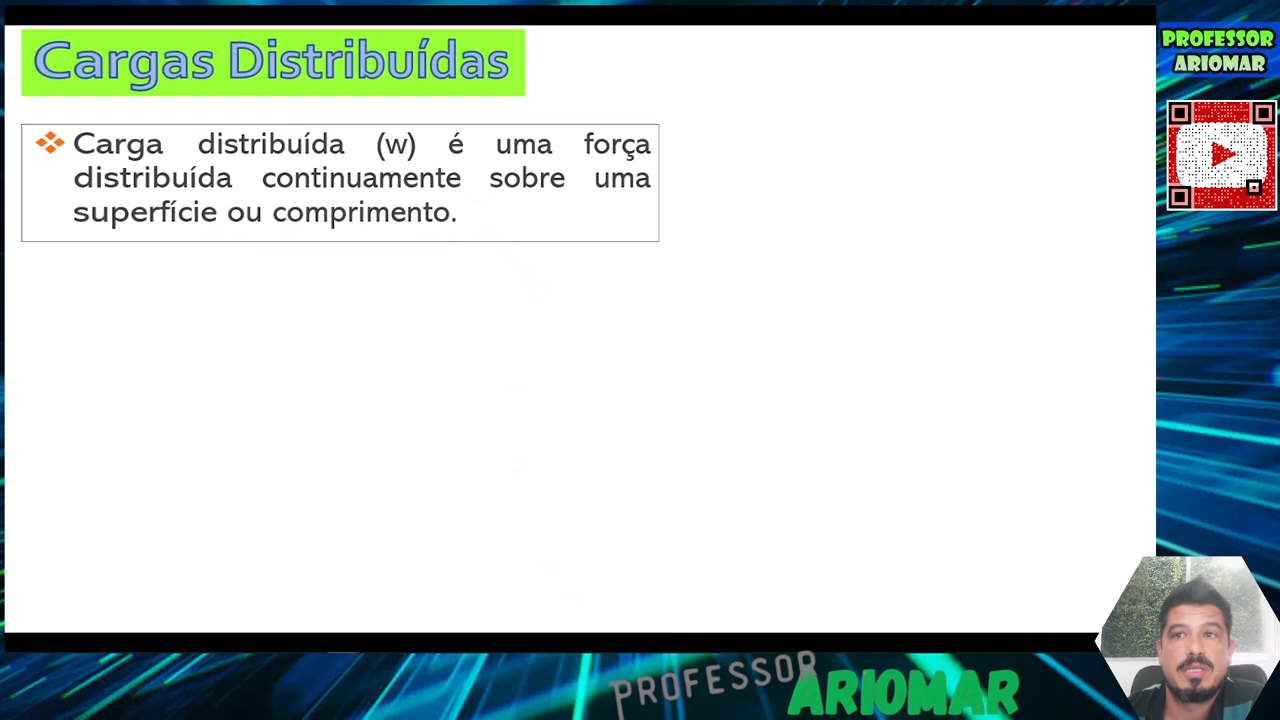 Cargas Distribuídas
Carga distribuída (w) é uma força
distribuída continuamente sobre uma
superfície ou comprimento.
PROFESSOR
ARIOMAR
PROFESSOR
ARIOMAR